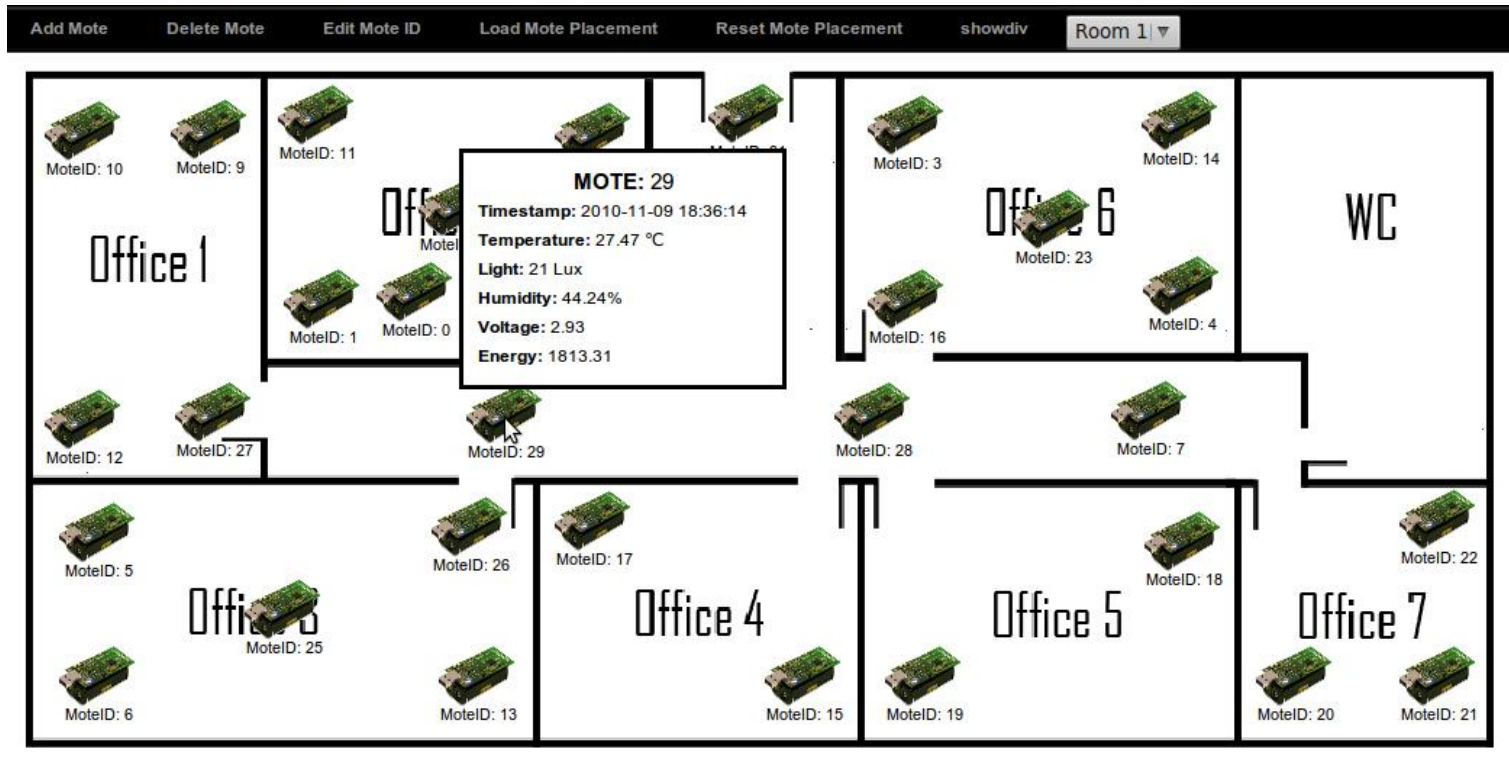 Add Mote Delete Mote Edit Mote ID Load Mote Placement Reset Mote Placement showdiv Room 1
MoteID: 10 MoteID: 9 MoteID: 11 MoteID: 3 MoteID: 14
MOTE: 29
Timestamp: 2010-11-09 18:36:14
Temperature: 27.47 °C
Light: 21 Lux
Humidity: 44.24%
Voltage: 2.93
Energy: 1813.31
Office 1
Office 6
WC
MoteID: 23
MoteID: 1 MoteID: 0 MoteID: 16 MoteID: 4
MoteID: 12 MoteID: 27 MoteID: 29 MoteID: 28 MoteID: 7
MoteID: 5 MoteID: 26 MoteID: 17 MoteID: 18 MoteID: 22
Office 4 Office 5 Office 7
MoteID: 25
MoteID: 6 MoteID: 13 MoteID: 15 MoteID: 19 MoteID: 20 MoteID: 21